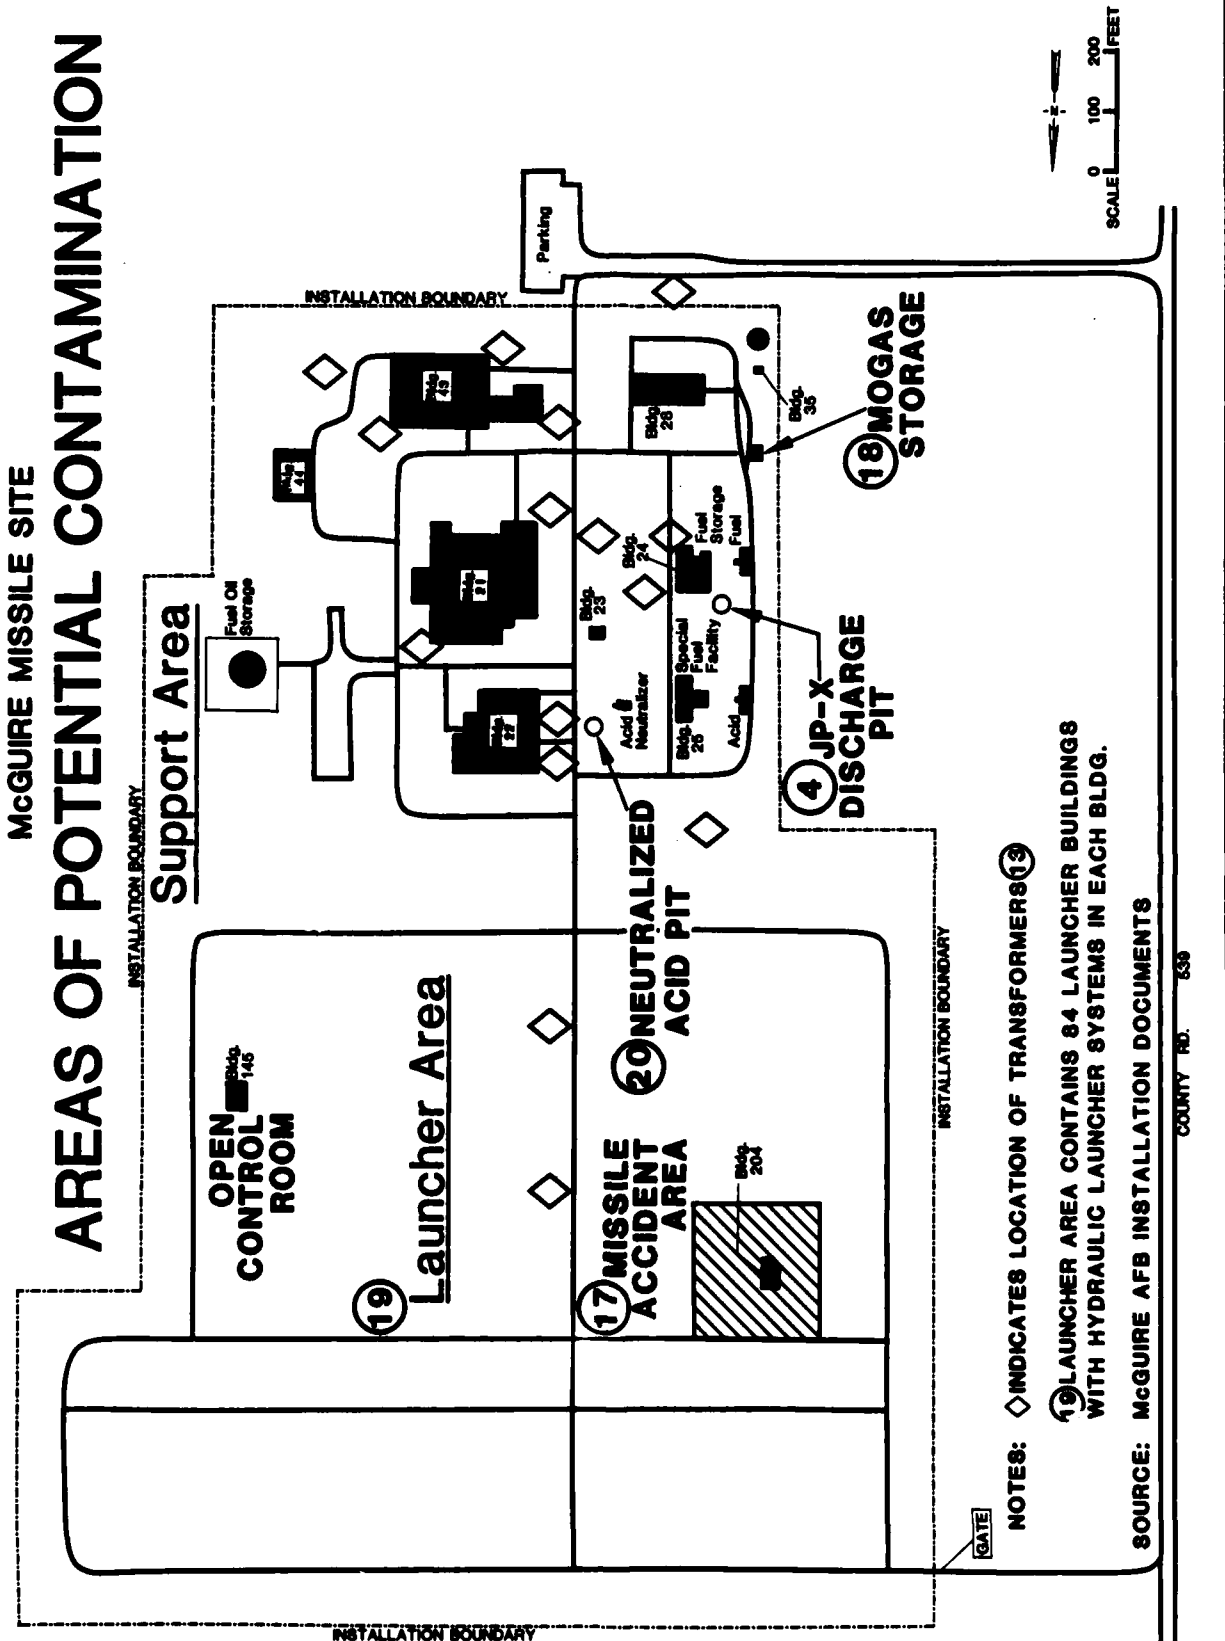 McGUIRE MISSILE SITE
AREAS OF POTENTIAL CONTAMINATION
INSTALLATION BOUNDARY
Support Area
Fuel Oil
Storage
INSTALLATION BOUNDARY
Bldg.
44
Bldg.
43
Bldg.
21
Bldg.
22
Parking
OPEN
CONTROL
ROOM
Bldg.
145
19
Launcher Area
Bldg.
23
Acid
Neutralizer
Bldg.
24
Fuel
Storage
Fuel
Bldg.
25
Special
Fuel
Facility
Acid
Bldg.
28
Bldg.
35
17 MISSILE
ACCIDENT
AREA
Bldg.
204
20 NEUTRALIZED
ACID PIT
4 JP-X
DISCHARGE
PIT
18 MOGAS
STORAGE
INSTALLATION BOUNDARY
INSTALLATION BOUNDARY
GATE
N
0 100 200
SCALE FEET
NOTES: ◇ INDICATES LOCATION OF TRANSFORMERS 13
19 LAUNCHER AREA CONTAINS 84 LAUNCHER BUILDINGS
WITH HYDRAULIC LAUNCHER SYSTEMS IN EACH BLDG.
SOURCE: McGUIRE AFB INSTALLATION DOCUMENTS
COUNTY RD. 539